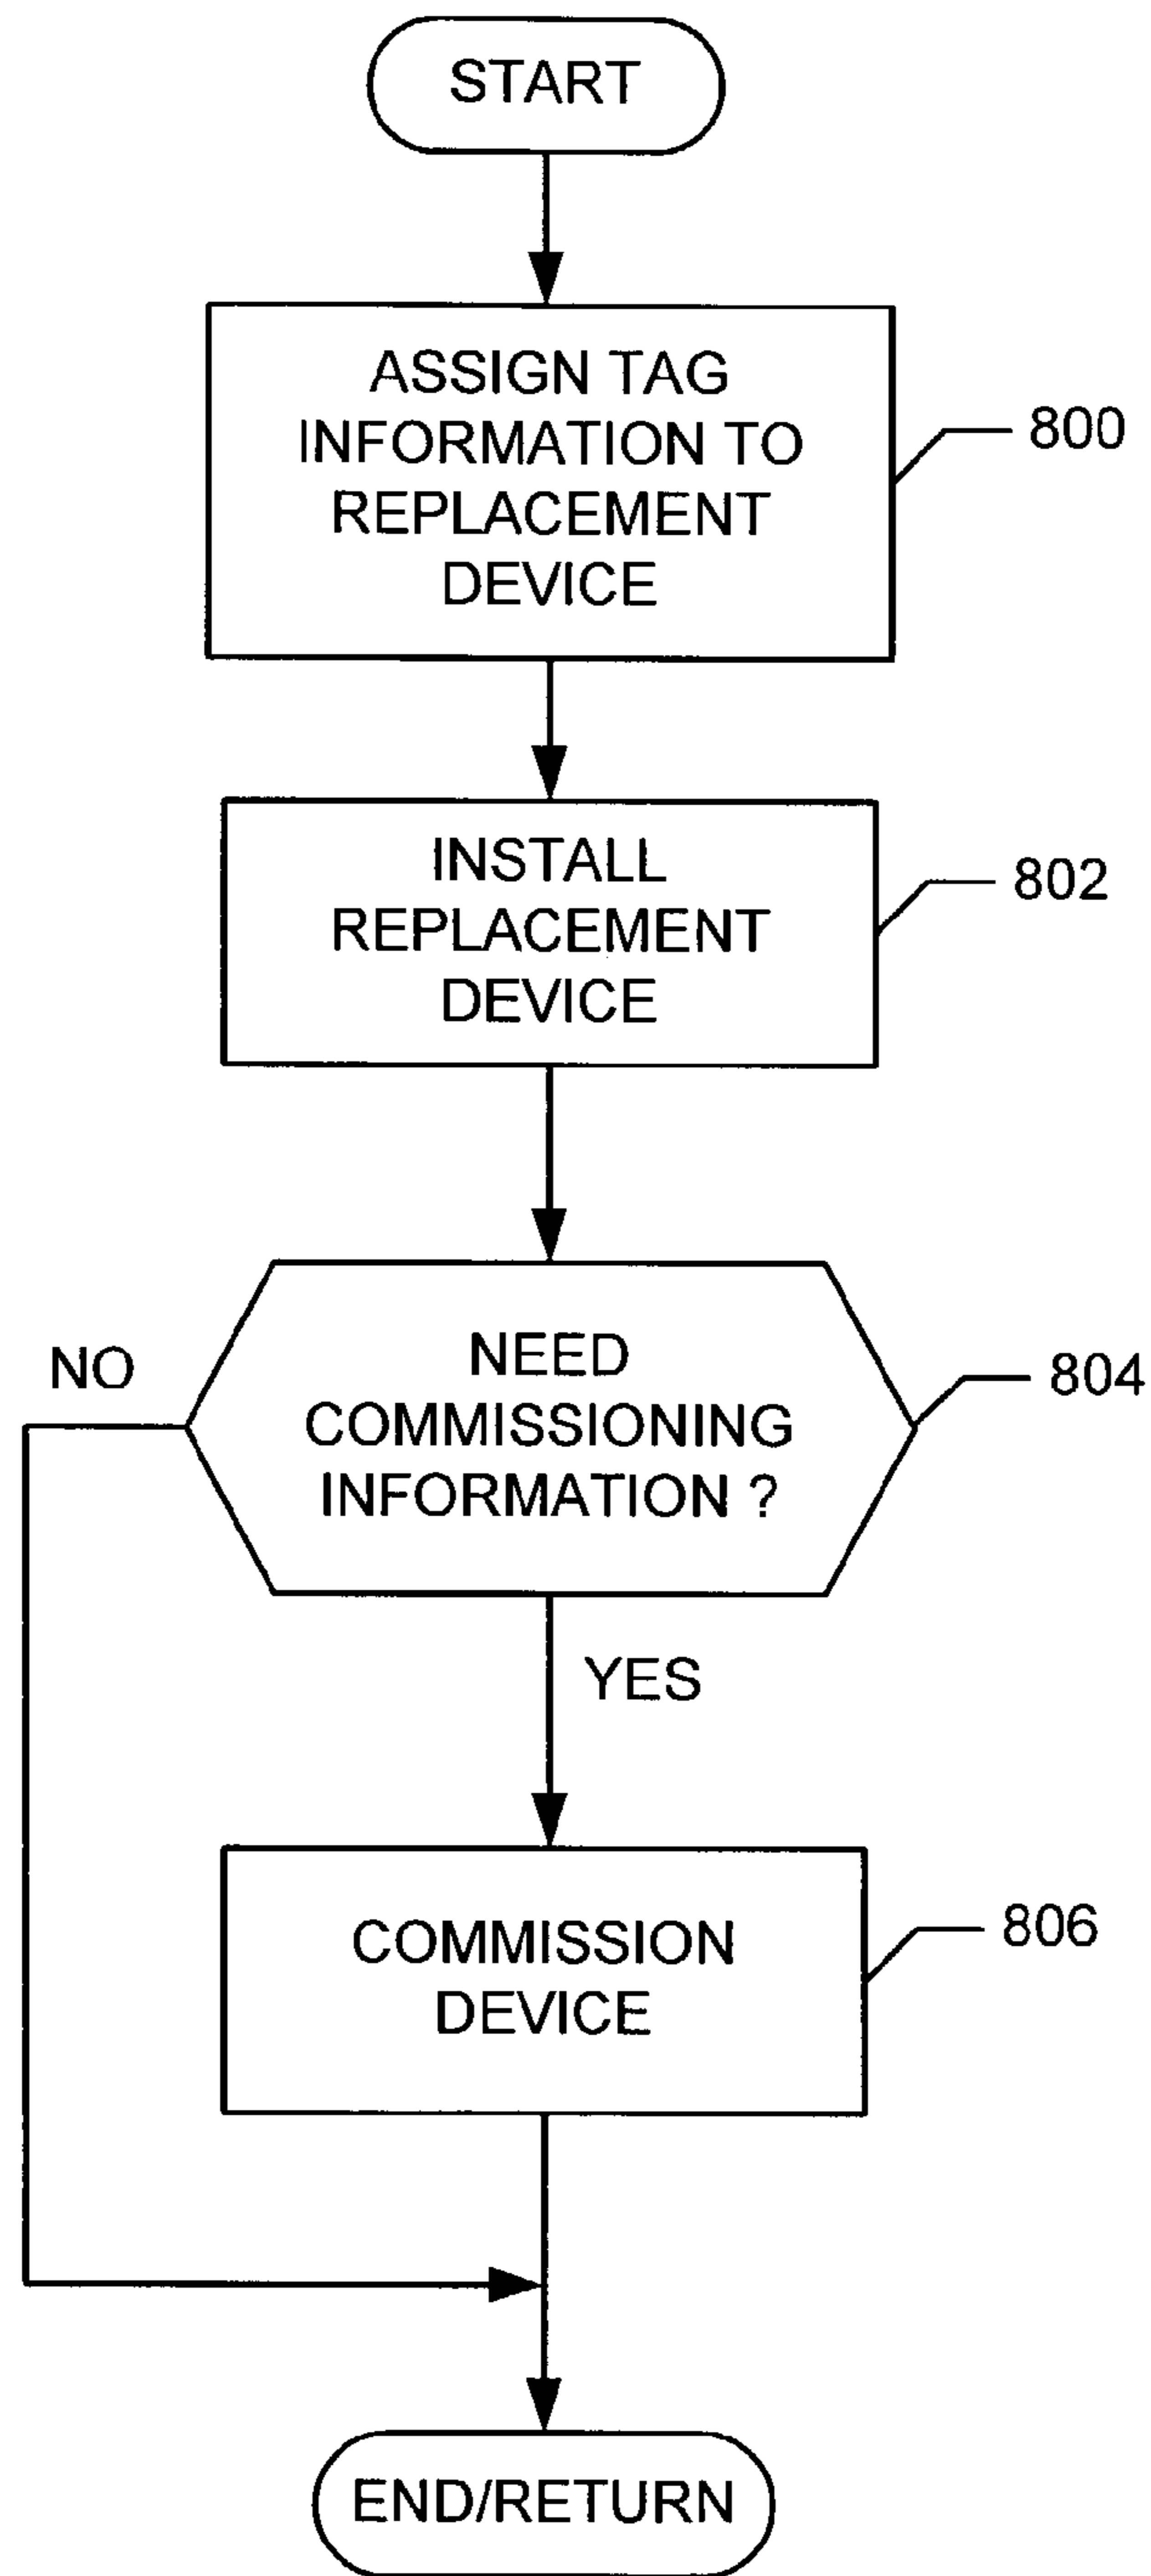 START
ASSIGN TAG
INFORMATION TO
REPLACEMENT
DEVICE
800
INSTALL
REPLACEMENT
DEVICE
802
NEED
COMMISSIONING
INFORMATION ?
804
NO
YES
COMMISSION
DEVICE
806
END/RETURN